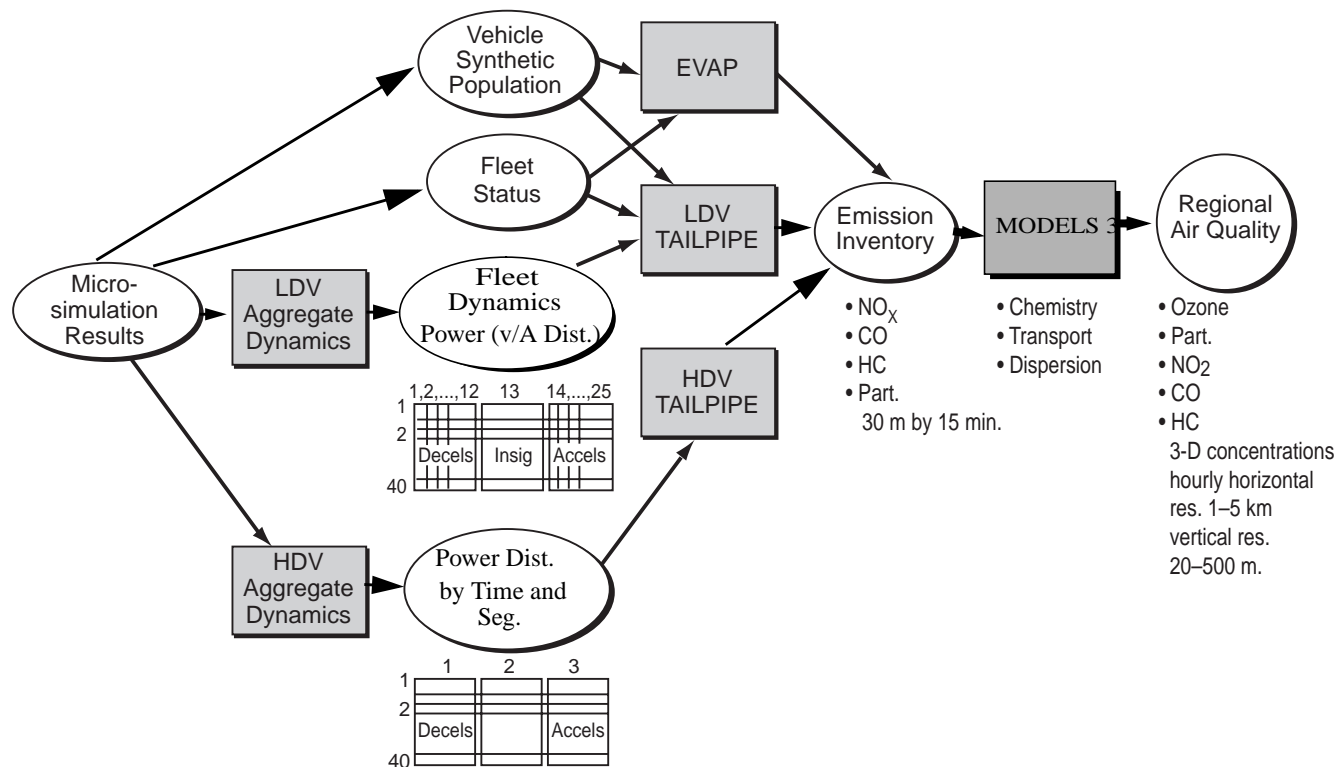 Vehicle
Synthetic
Population
EVAP
Fleet
Status
LDV
TAILPIPE
Emission
Inventory
MODELS 3
Regional
Air Quality
Micro-
simulation
Results
LDV
Aggregate
Dynamics
Fleet
Dynamics
Power (v/A Dist.)
HDV
TAILPIPE
• NOX
• CO
• HC
• Part.
30 m by 15 min.
• Chemistry
• Transport
• Dispersion
• Ozone
• Part.
• NO2
• CO
• HC
3-D concentrations
hourly horizontal
res. 1–5 km
vertical res.
20–500 m.
1,2,...,12 13 14,...,25
1
2
Decels Insig Accels
40
HDV
Aggregate
Dynamics
Power Dist.
by Time and
Seg.
1 2 3
1
2
Decels Accels
40